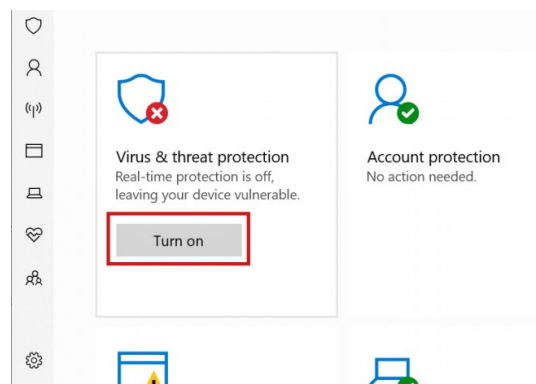 Virus & threat protection
Real-time protection is off,
leaving your device vulnerable.
Turn on
Account protection
No action needed.